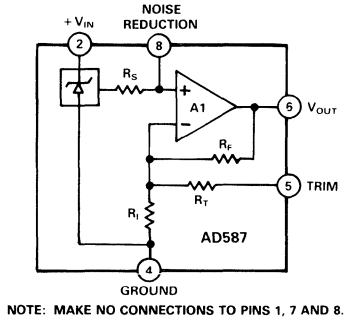 + VIN
NOISE
REDUCTION
2
8
RS
+
A1
−
6
VOUT
RF
RT
5
TRIM
RI
AD587
4
GROUND
NOTE: MAKE NO CONNECTIONS TO PINS 1, 7 AND 8.